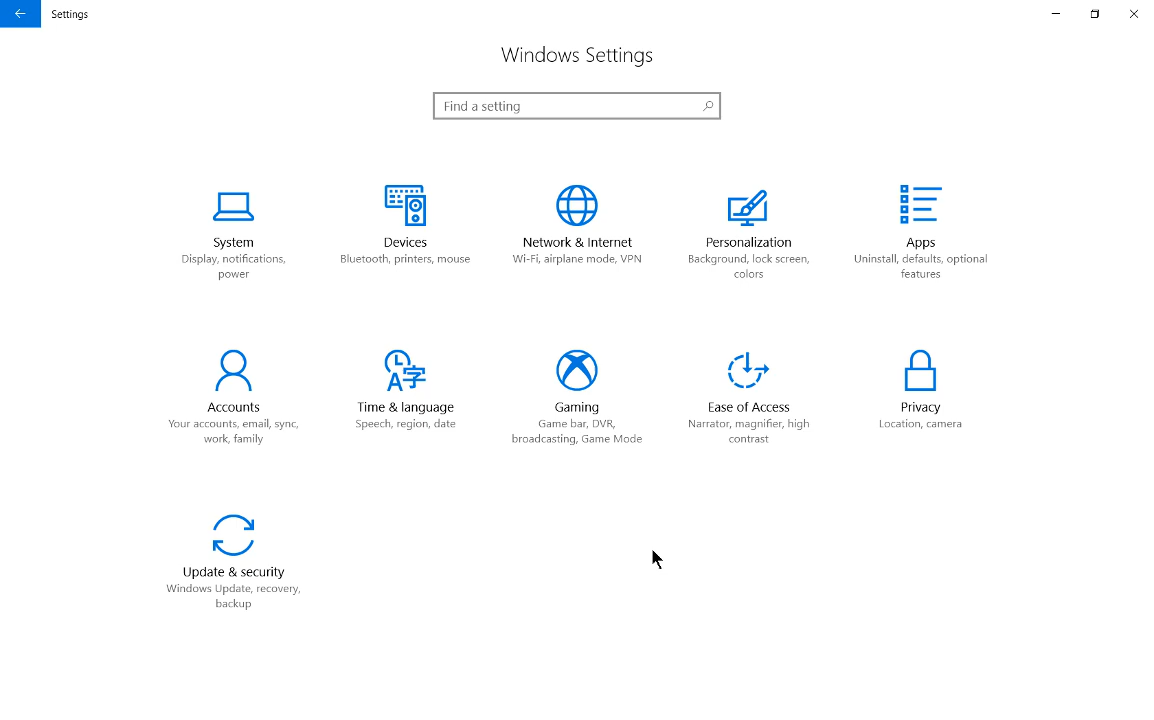 Settings
Windows Settings
Find a setting
System
Display, notifications,
power
Devices
Bluetooth, printers, mouse
Network & Internet
Wi-Fi, airplane mode, VPN
Personalization
Background, lock screen,
colors
Apps
Uninstall, defaults, optional
features
Accounts
Your accounts, email, sync,
work, family
Time & language
Speech, region, date
Gaming
Game bar, DVR,
broadcasting, Game Mode
Ease of Access
Narrator, magnifier, high
contrast
Privacy
Location, camera
Update & security
Windows Update, recovery,
backup